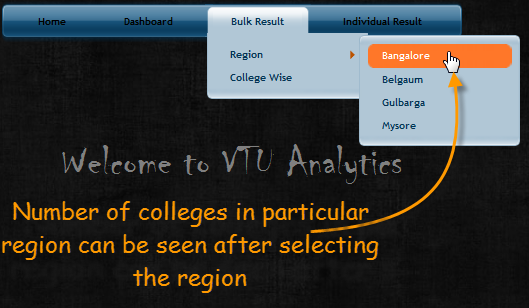 Home Dashboard Bulk Result Individual Result
Region
College Wise
Bangalore
Belgaum
Gulbarga
Mysore
Welcome to VTU Analytics
Number of colleges in particular
region can be seen after selecting
the region